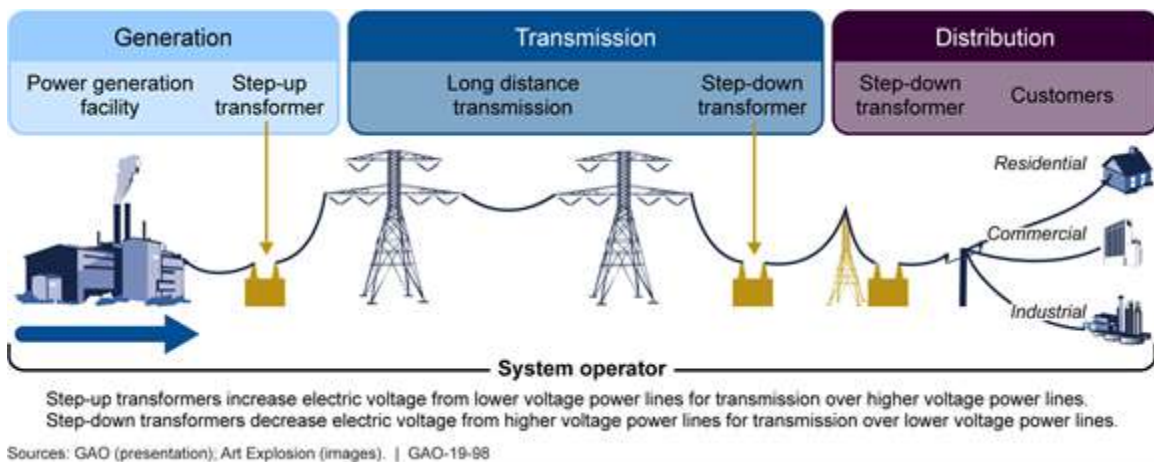 Generation
Transmission
Distribution
Power generation
facility
Step-up
transformer
Long distance
transmission
Step-down
transformer
Step-down
transformer
Customers
Residential
Commercial
Industrial
System operator
Step-up transformers increase electric voltage from lower voltage power lines for transmission over higher voltage power lines.
Step-down transformers decrease electric voltage from higher voltage power lines for transmission over lower voltage power lines.
Sources: GAO (presentation); Art Explosion (images). | GAO-19-98